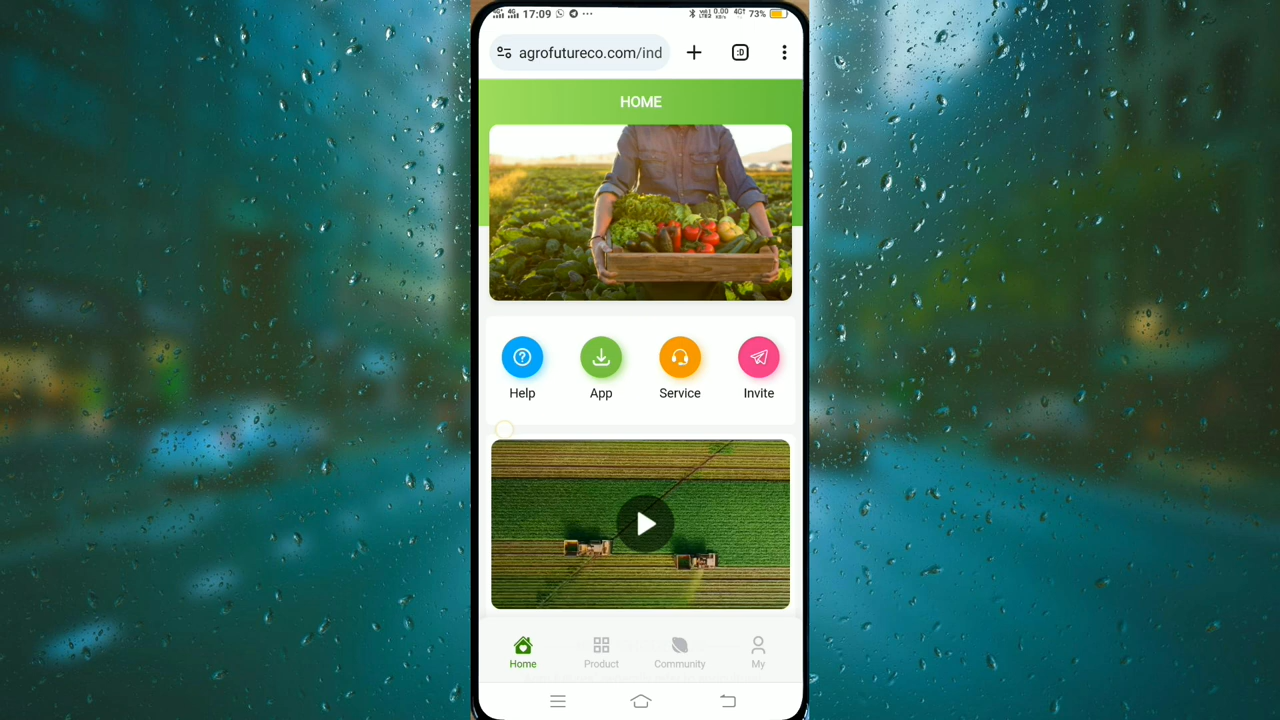 17:09
73%
agrofutureco.com/ind
:D
HOME
Help
App
Service
Invite
Home
Product
Community
My